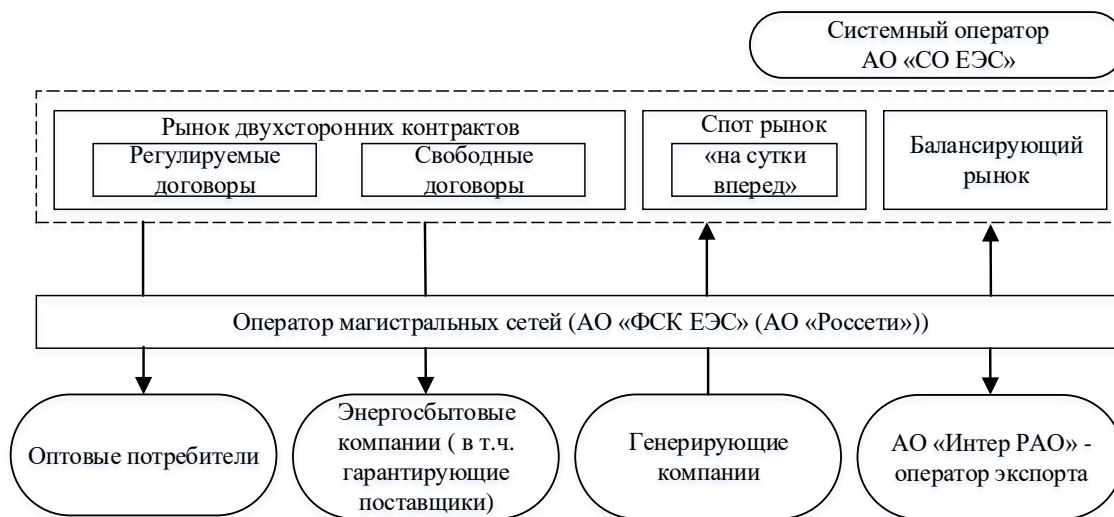 Системный оператор
АО «СО ЕЭС»
Рынок двухсторонних контрактов
Регулируемые
договоры
Свободные
договоры
Спот рынок
«на сутки
вперед»
Балансирующий
рынок
Оператор магистральных сетей (АО «ФСК ЕЭС» (АО «Россети»))
Оптовые потребители
Энергосбытовые
компании ( в т.ч.
гарантирующие
поставщики)
Генерирующие
компании
АО «Интер РАО» -
оператор экспорта